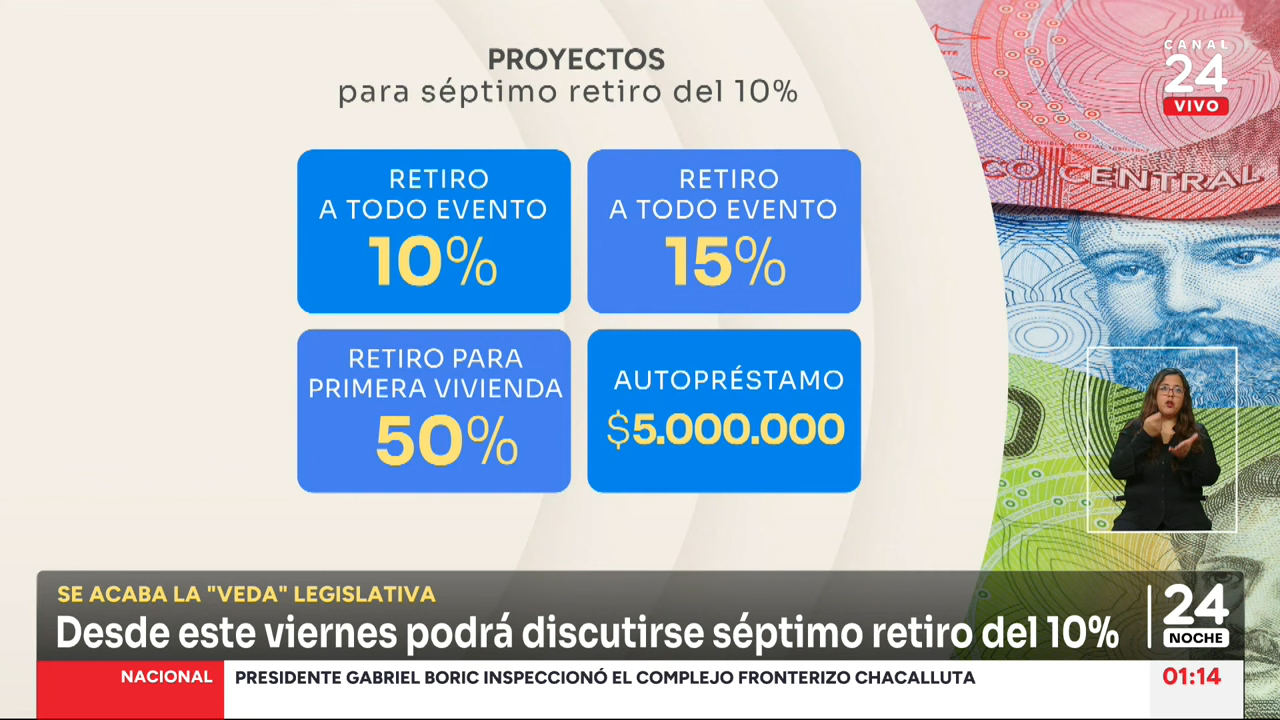 PROYECTOS
para séptimo retiro del 10%
CANAL
24
VIVO
RETIRO
A TODO EVENTO
10%
RETIRO
A TODO EVENTO
15%
CO CENTRAL
RETIRO PARA
PRIMERA VIVIENDA
50%
AUTOPRÉSTAMO
$5.000.000
SE ACABA LA "VEDA" LEGISLATIVA
Desde este viernes podrá discutirse séptimo retiro del 10%
24
NOCHE
NACIONAL
PRESIDENTE GABRIEL BORIC INSPECCIONÓ EL COMPLEJO FRONTERIZO CHACALLUTA
01:14